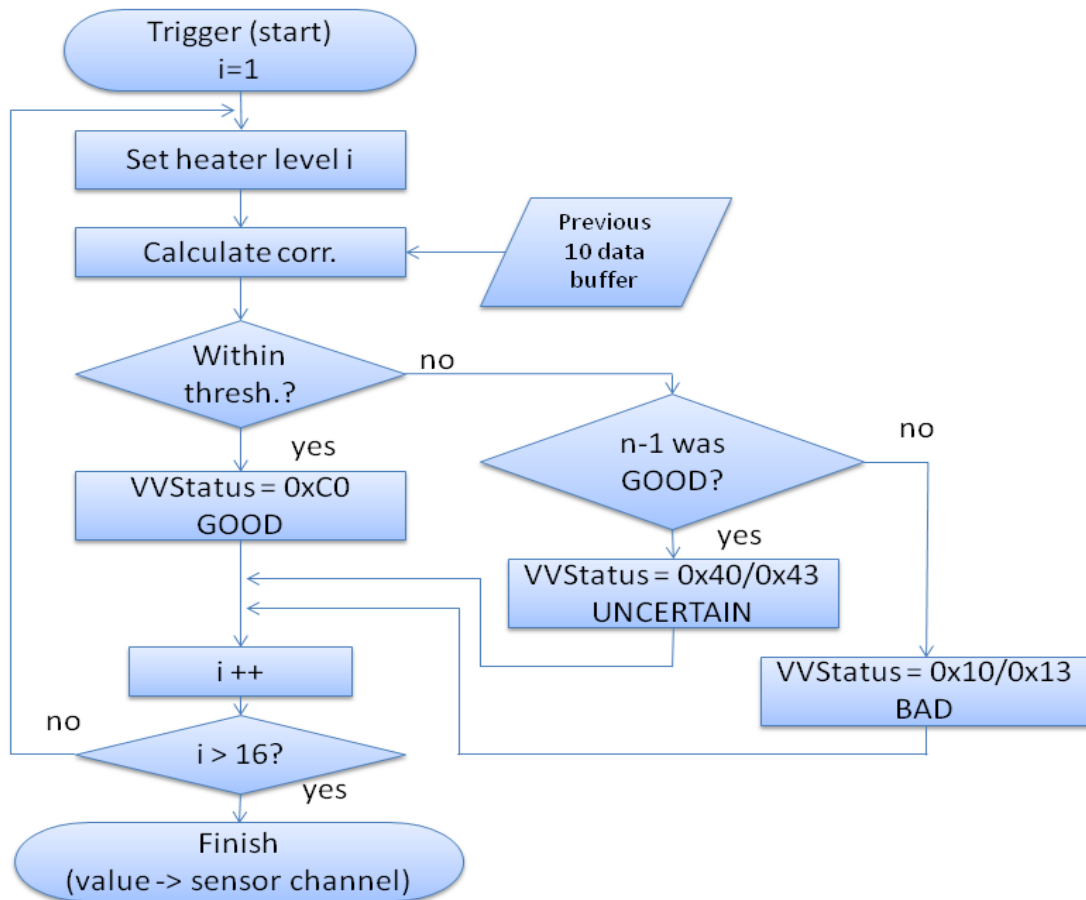 Trigger (start)
i=1
Set heater level i
Previous
10 data
buffer
Calculate corr.
Within
thresh.?
no
yes
n-1 was
GOOD?
no
yes
VVStatus = 0xC0
GOOD
VVStatus = 0x40/0x43
UNCERTAIN
VVStatus = 0x10/0x13
BAD
i ++
no
i > 16?
yes
Finish
(value -> sensor channel)